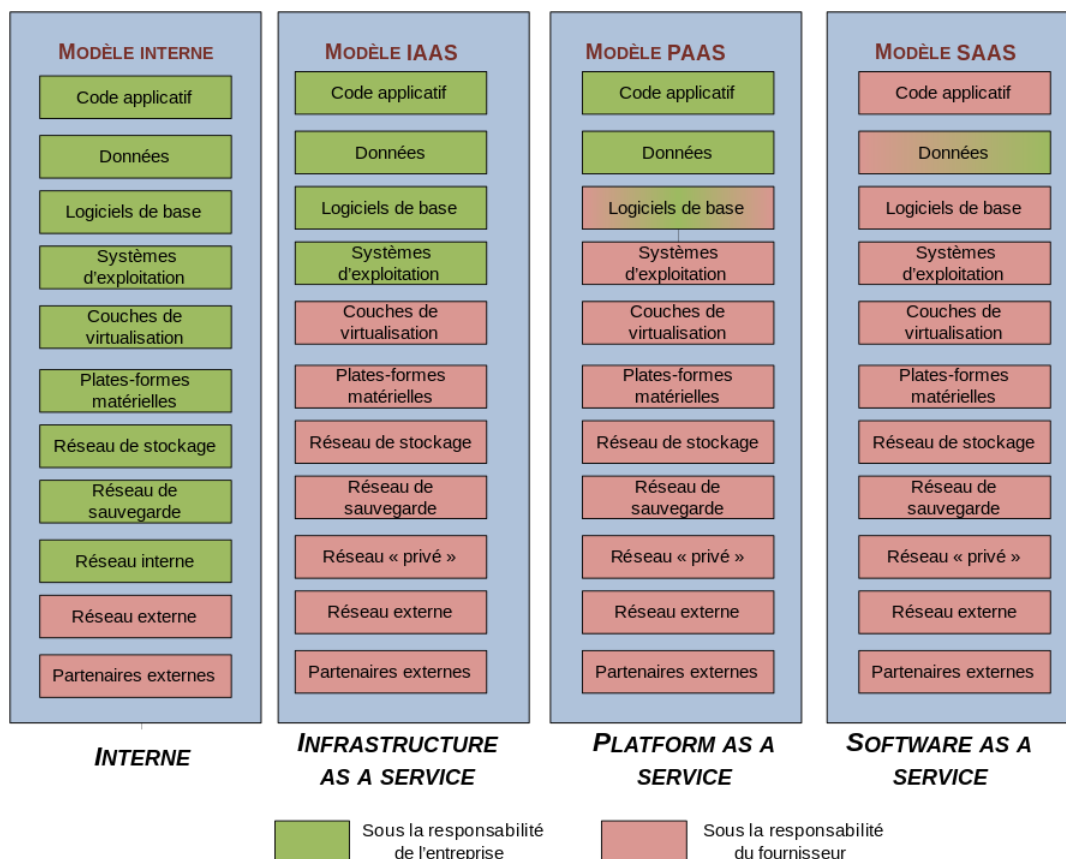 MODÈLE INTERNE
Code applicatif
Données
Logiciels de base
Systèmes
d'exploitation
Couches de
virtualisation
Plates-formes
matérielles
Réseau de stockage
Réseau de
sauvegarde
Réseau interne
Réseau externe
Partenaires externes
INTERNE
MODÈLE IAAS
Code applicatif
Données
Logiciels de base
Systèmes
d'exploitation
Couches de
virtualisation
Plates-formes
matérielles
Réseau de stockage
Réseau de
sauvegarde
Réseau « privé »
Réseau externe
Partenaires externes
INFRASTRUCTURE
AS A SERVICE
MODÈLE PAAS
Code applicatif
Données
Logiciels de base
Systèmes
d'exploitation
Couches de
virtualisation
Plates-formes
matérielles
Réseau de stockage
Réseau de
sauvegarde
Réseau « privé »
Réseau externe
Partenaires externes
PLATFORM AS A
SERVICE
MODÈLE SAAS
Code applicatif
Données
Logiciels de base
Systèmes
d'exploitation
Couches de
virtualisation
Plates-formes
matérielles
Réseau de stockage
Réseau de
sauvegarde
Réseau « privé »
Réseau externe
Partenaires externes
SOFTWARE AS A
SERVICE
Sous la responsabilité
de l'entreprise
Sous la responsabilité
du fournisseur